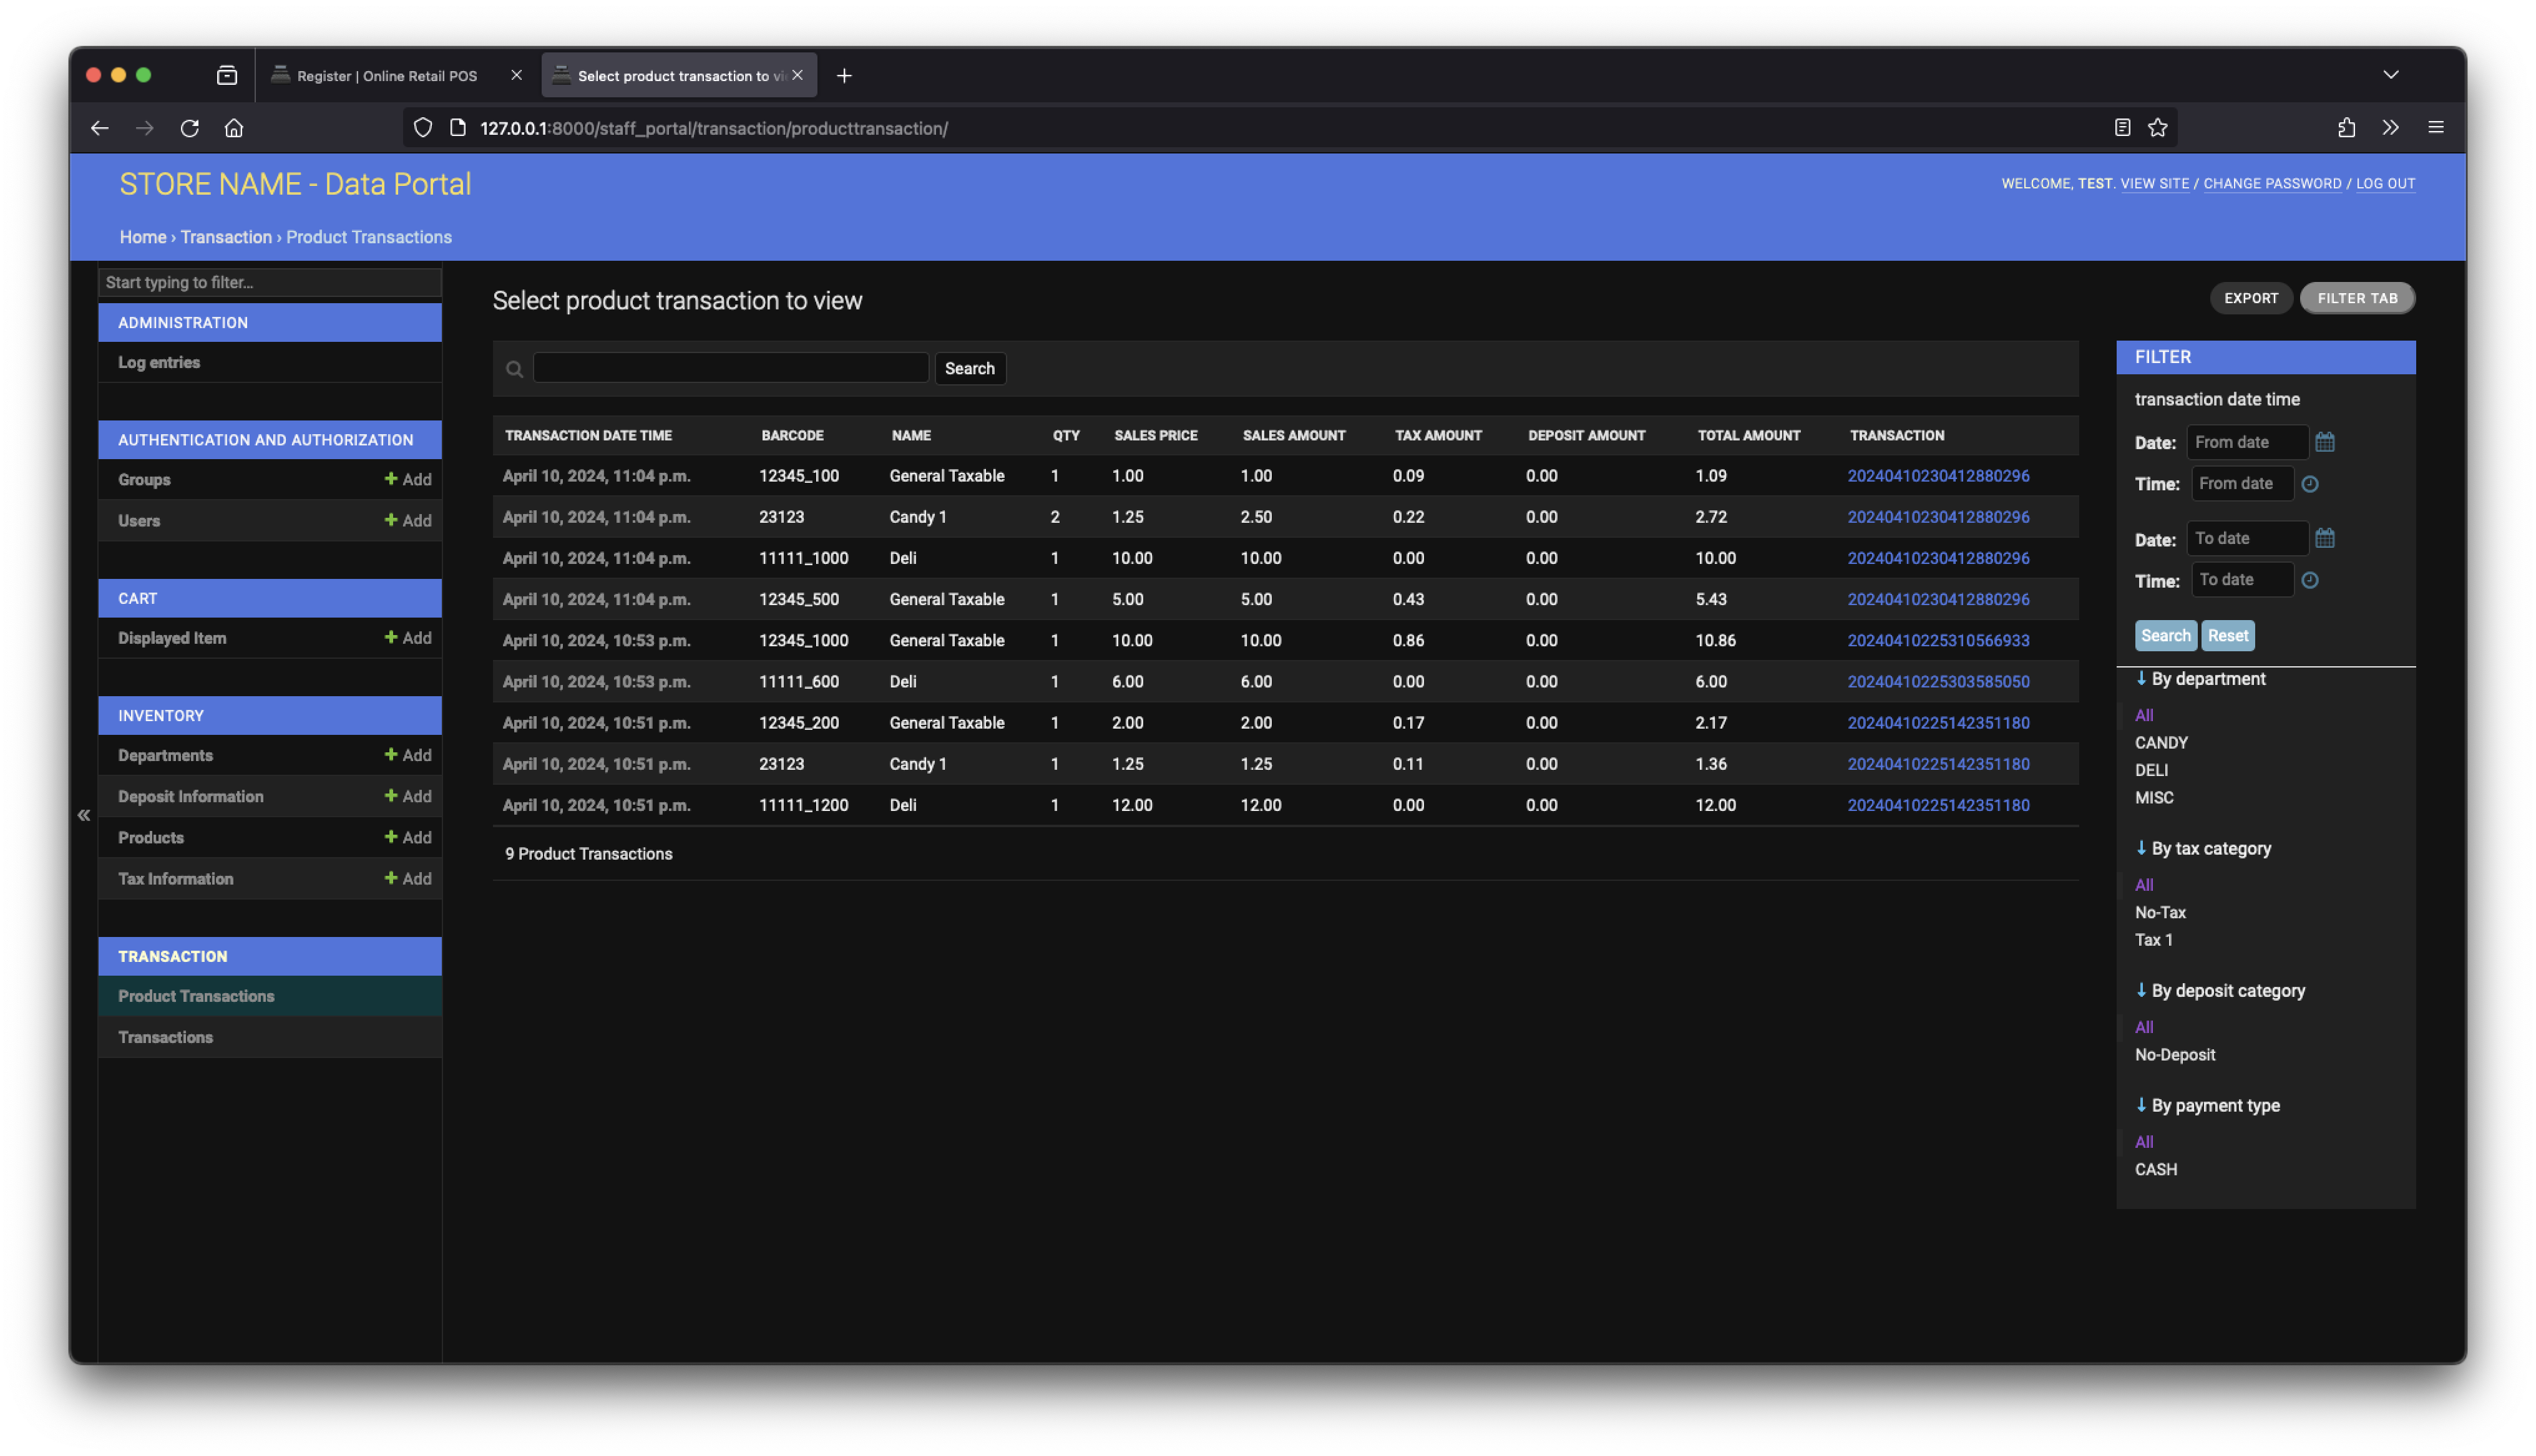 Register | Online Retail POS
Select product transaction to vi
127.0.0.1:8000/staff_portal/transaction/producttransaction/
STORE NAME - Data Portal
WELCOME, TEST. VIEW SITE / CHANGE PASSWORD / LOG OUT
Home › Transaction › Product Transactions
Start typing to filter...
ADMINISTRATION
Log entries
AUTHENTICATION AND AUTHORIZATION
Groups + Add
Users + Add
CART
Displayed Item + Add
INVENTORY
Departments + Add
Deposit Information + Add
Products + Add
Tax Information + Add
TRANSACTION
Product Transactions
Transactions
«
Select product transaction to view
EXPORT
FILTER TAB
Search
TRANSACTION DATE TIME BARCODE NAME QTY SALES PRICE SALES AMOUNT TAX AMOUNT DEPOSIT AMOUNT TOTAL AMOUNT TRANSACTION
April 10, 2024, 11:04 p.m. 12345_100 General Taxable 1 1.00 1.00 0.09 0.00 1.09 20240410230412880296
April 10, 2024, 11:04 p.m. 23123 Candy 1 2 1.25 2.50 0.22 0.00 2.72 20240410230412880296
April 10, 2024, 11:04 p.m. 11111_1000 Deli 1 10.00 10.00 0.00 0.00 10.00 20240410230412880296
April 10, 2024, 11:04 p.m. 12345_500 General Taxable 1 5.00 5.00 0.43 0.00 5.43 20240410230412880296
April 10, 2024, 10:53 p.m. 12345_1000 General Taxable 1 10.00 10.00 0.86 0.00 10.86 20240410225310566933
April 10, 2024, 10:53 p.m. 11111_600 Deli 1 6.00 6.00 0.00 0.00 6.00 20240410225303585050
April 10, 2024, 10:51 p.m. 12345_200 General Taxable 1 2.00 2.00 0.17 0.00 2.17 20240410225142351180
April 10, 2024, 10:51 p.m. 23123 Candy 1 1 1.25 1.25 0.11 0.00 1.36 20240410225142351180
April 10, 2024, 10:51 p.m. 11111_1200 Deli 1 12.00 12.00 0.00 0.00 12.00 20240410225142351180
9 Product Transactions
FILTER
transaction date time
Date: From date
Time: From date
Date: To date
Time: To date
Search Reset
↓ By department
All
CANDY
DELI
MISC
↓ By tax category
All
No-Tax
Tax 1
↓ By deposit category
All
No-Deposit
↓ By payment type
All
CASH